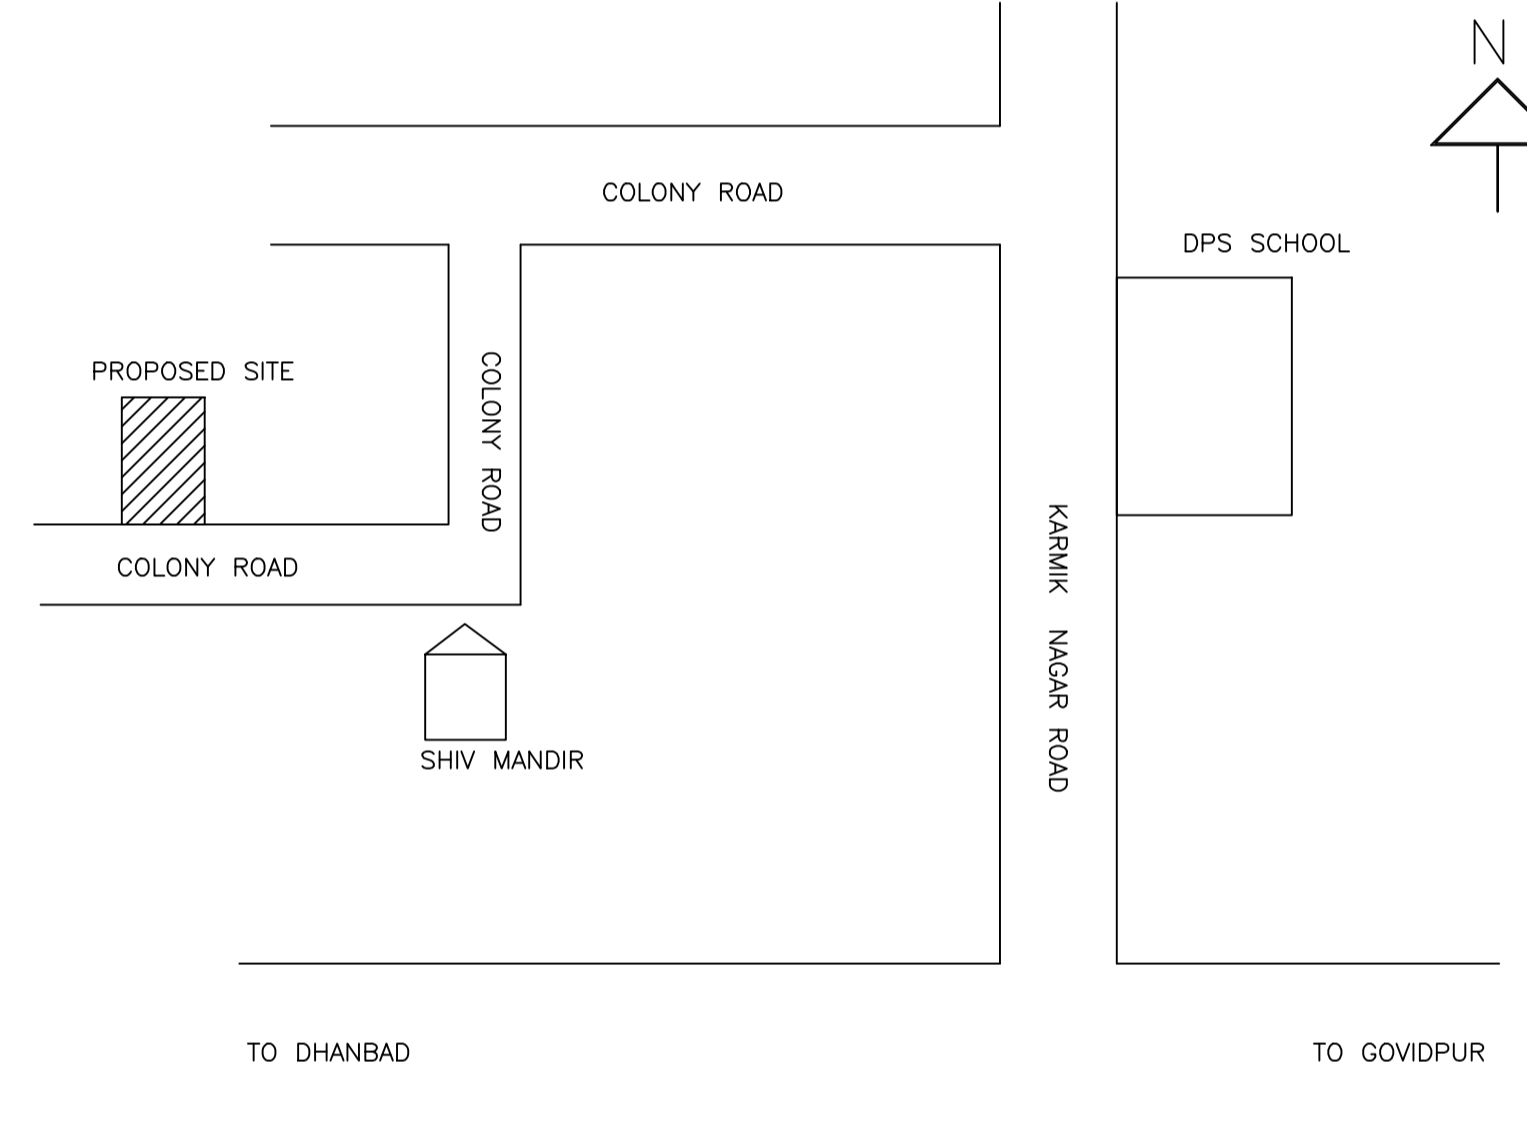 N
COLONY ROAD
DPS SCHOOL
PROPOSED SITE
COLONY ROAD
COLONY ROAD
KARMIK NAGAR ROAD
SHIV MANDIR
TO DHANBAD
TO GOVIDPUR